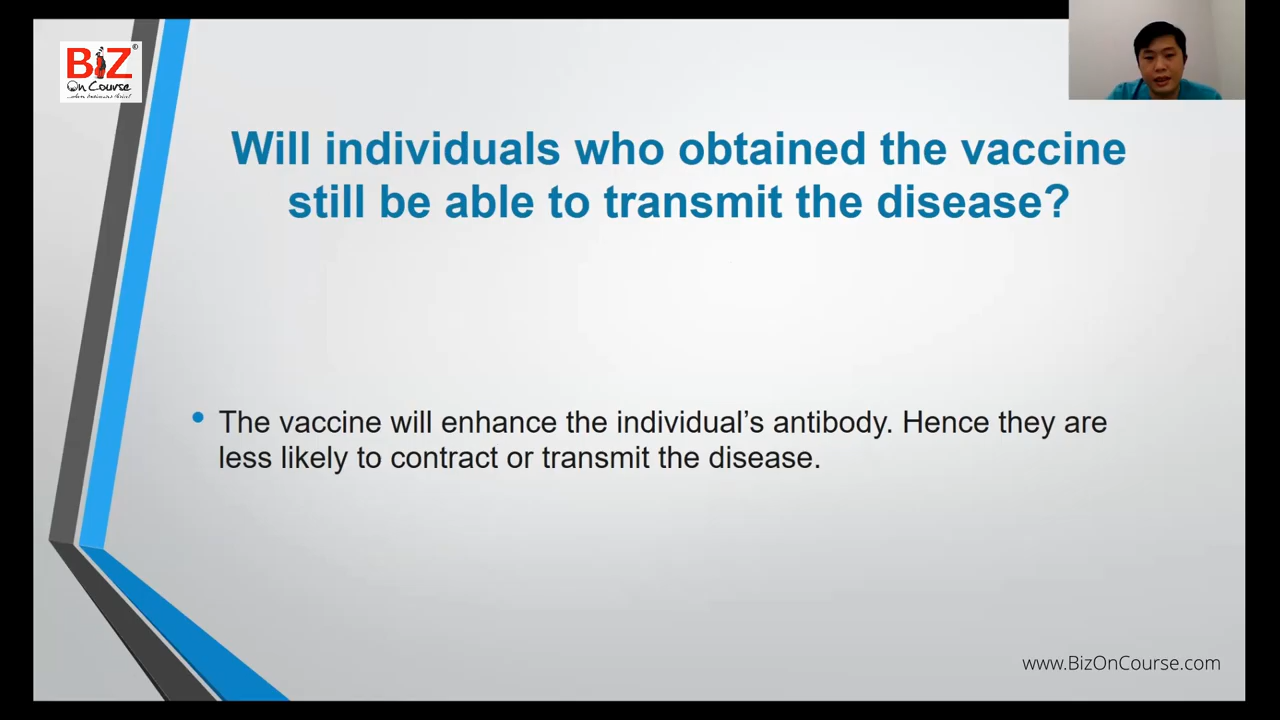 BiZ
On Course
Will individuals who obtained the vaccine
still be able to transmit the disease?
• The vaccine will enhance the individual’s antibody. Hence they are
less likely to contract or transmit the disease.
www.BizOnCourse.com